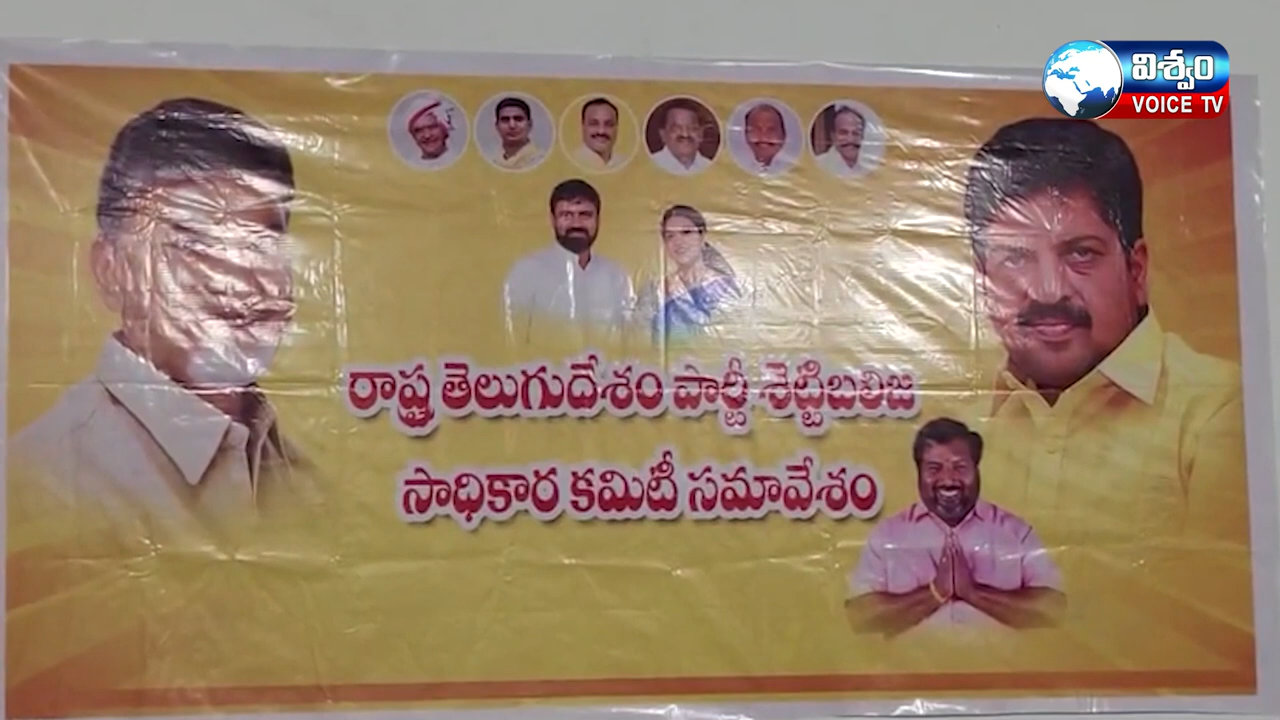 విశ్వం
VOICE TV
రాష్ట్ర తెలుగుదేశం పార్టీ శెట్టిబలిజ
సాధికార కమిటీ సమావేశం